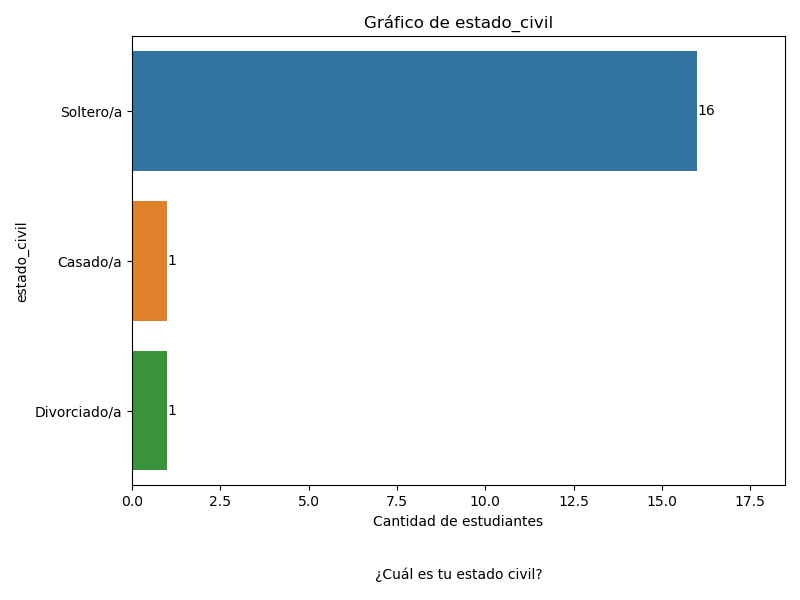 Gráfico de estado_civil
Soltero/a
16
Casado/a
1
Divorciado/a
1
estado_civil
0.0 2.5 5.0 7.5 10.0 12.5 15.0 17.5
Cantidad de estudiantes
¿Cuál es tu estado civil?